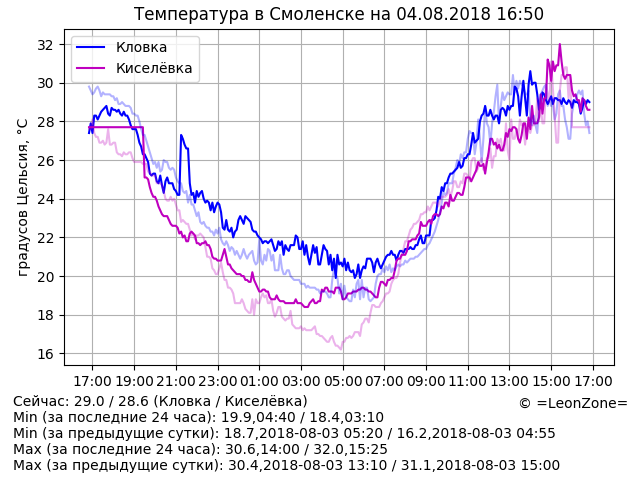 Температура в Смоленске на 04.08.2018 16:50
Кловка
Киселёвка
градусов Цельсия, °C
32
30
28
26
24
22
20
18
16
17:00 19:00 21:00 23:00 01:00 03:00 05:00 07:00 09:00 11:00 13:00 15:00 17:00
Сейчас: 29.0 / 28.6 (Кловка / Киселёвка)
© =LeonZone=
Min (за последние 24 часа): 19.9,04:40 / 18.4,03:10
Min (за предыдущие сутки): 18.7,2018-08-03 05:20 / 16.2,2018-08-03 04:55
Max (за последние 24 часа): 30.6,14:00 / 32.0,15:25
Max (за предыдущие сутки): 30.4,2018-08-03 13:10 / 31.1,2018-08-03 15:00